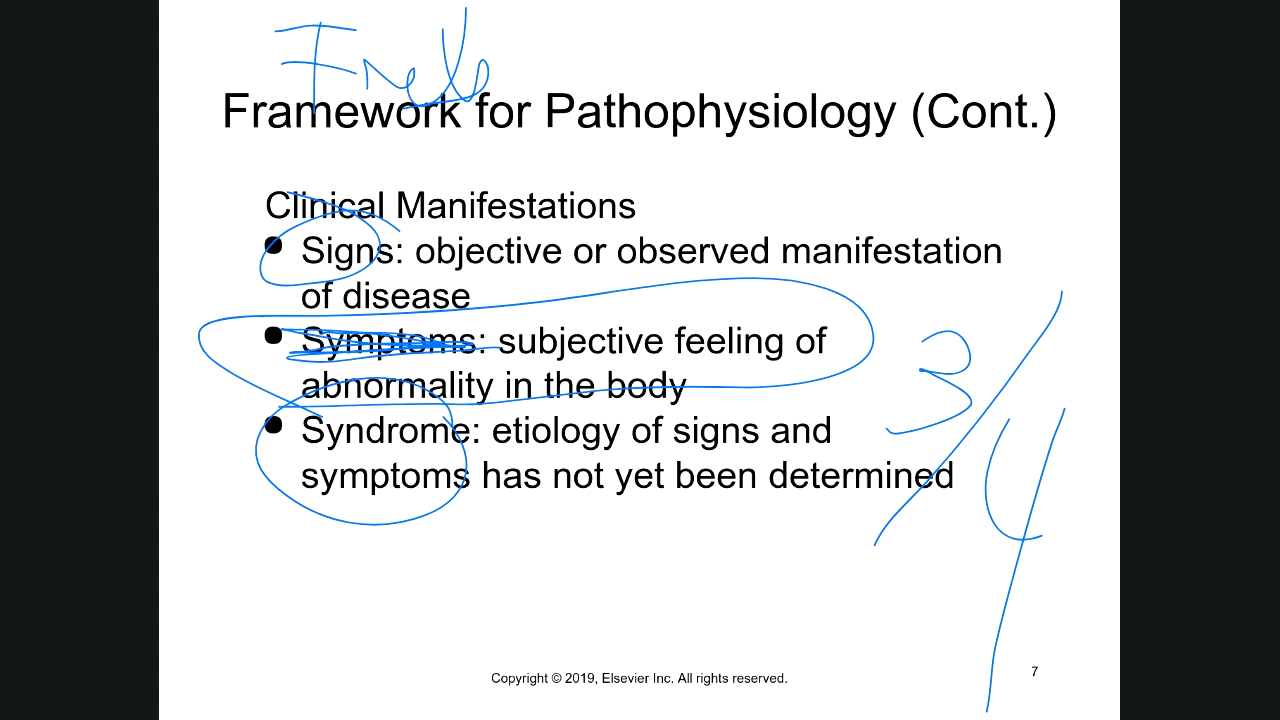 Framework for Pathophysiology (Cont.)
Clinical Manifestations
• Signs: objective or observed manifestation
of disease
• Symptoms: subjective feeling of
abnormality in the body
• Syndrome: etiology of signs and
symptoms has not yet been determined
3/4
Copyright © 2019, Elsevier Inc. All rights reserved.
7